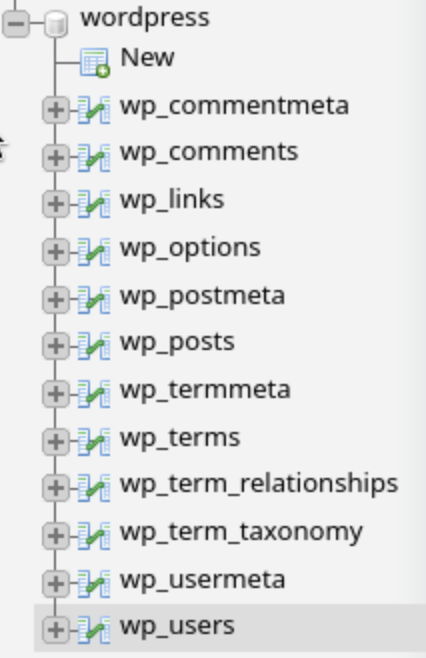 wordpress
New
wp_commentmeta
wp_comments
wp_links
wp_options
wp_postmeta
wp_posts
wp_termmeta
wp_terms
wp_term_relationships
wp_term_taxonomy
wp_usermeta
wp_users